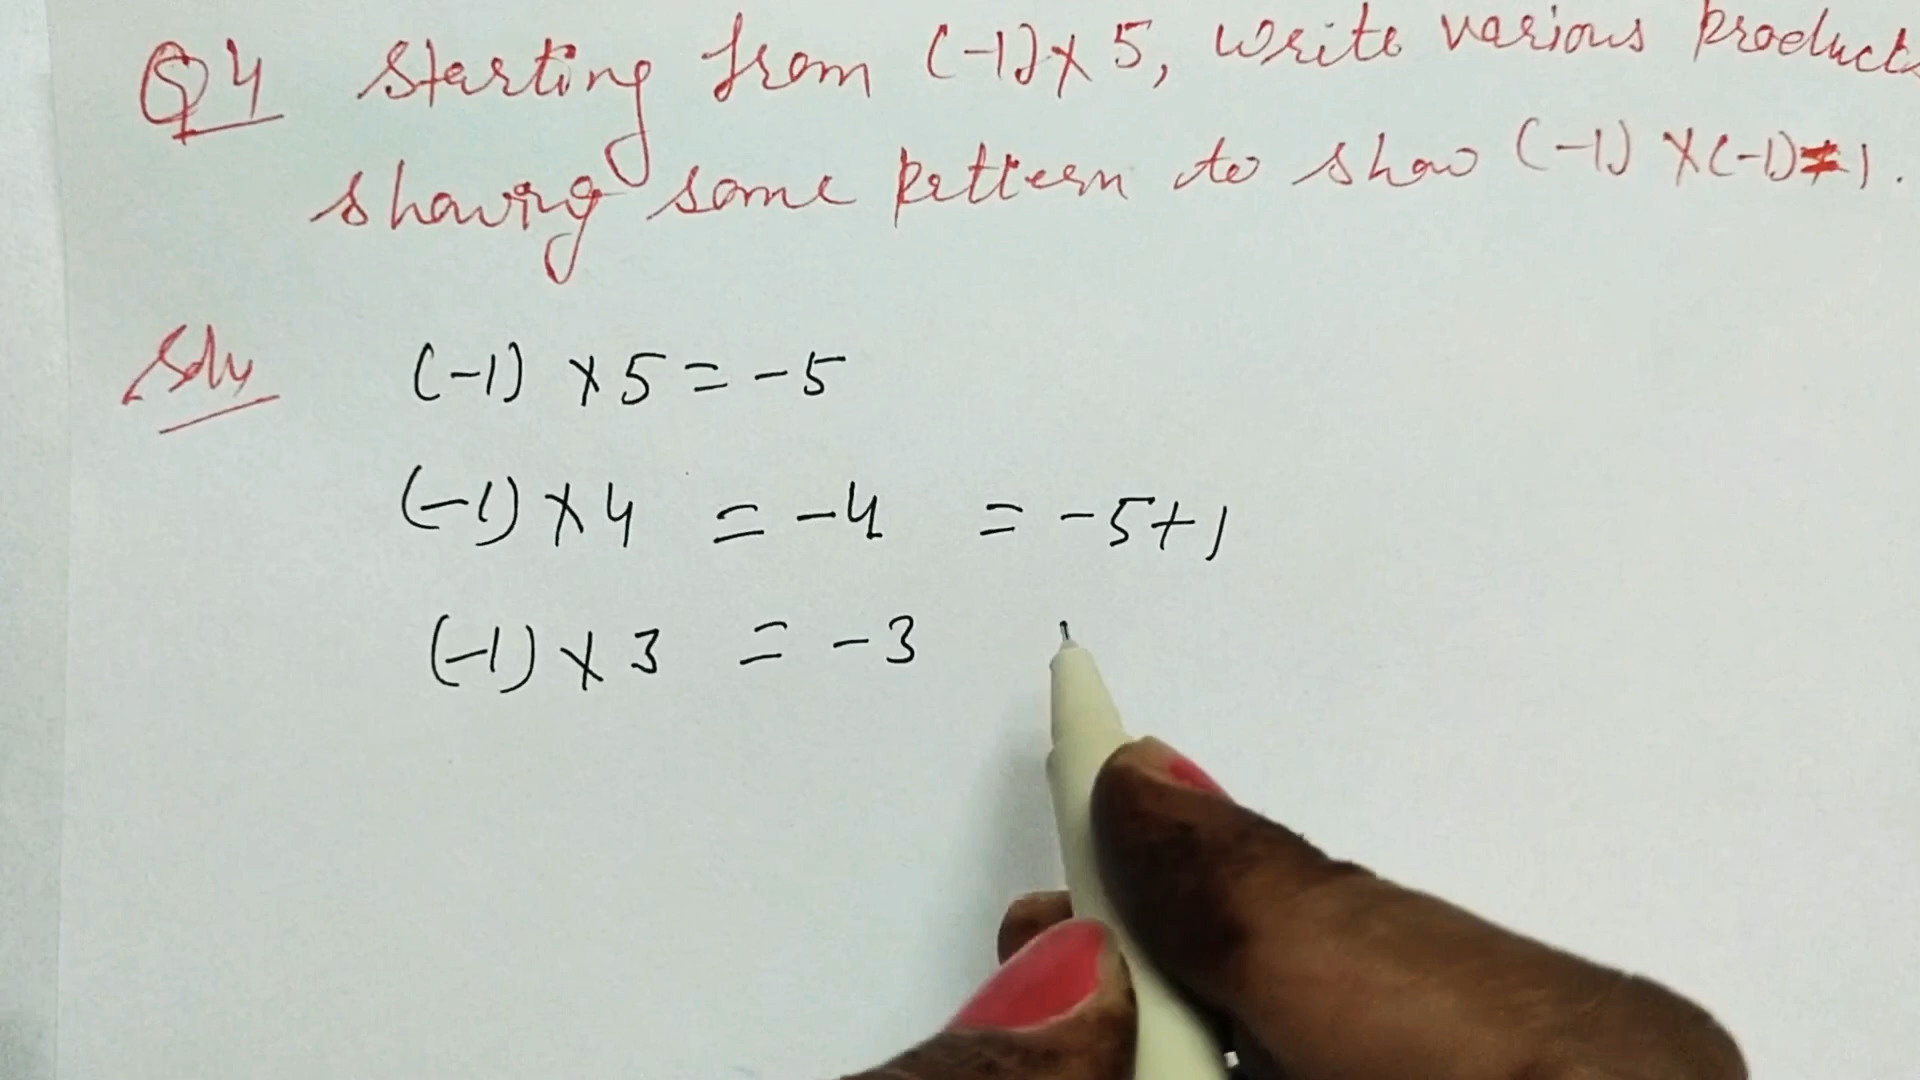 Q4 Starting from (-1) × 5, write various products
showing some pattern to show (-1) × (-1) = 1.
Soln (-1) × 5 = -5
(-1) × 4 = -4 = -5+1
(-1) × 3 = -3